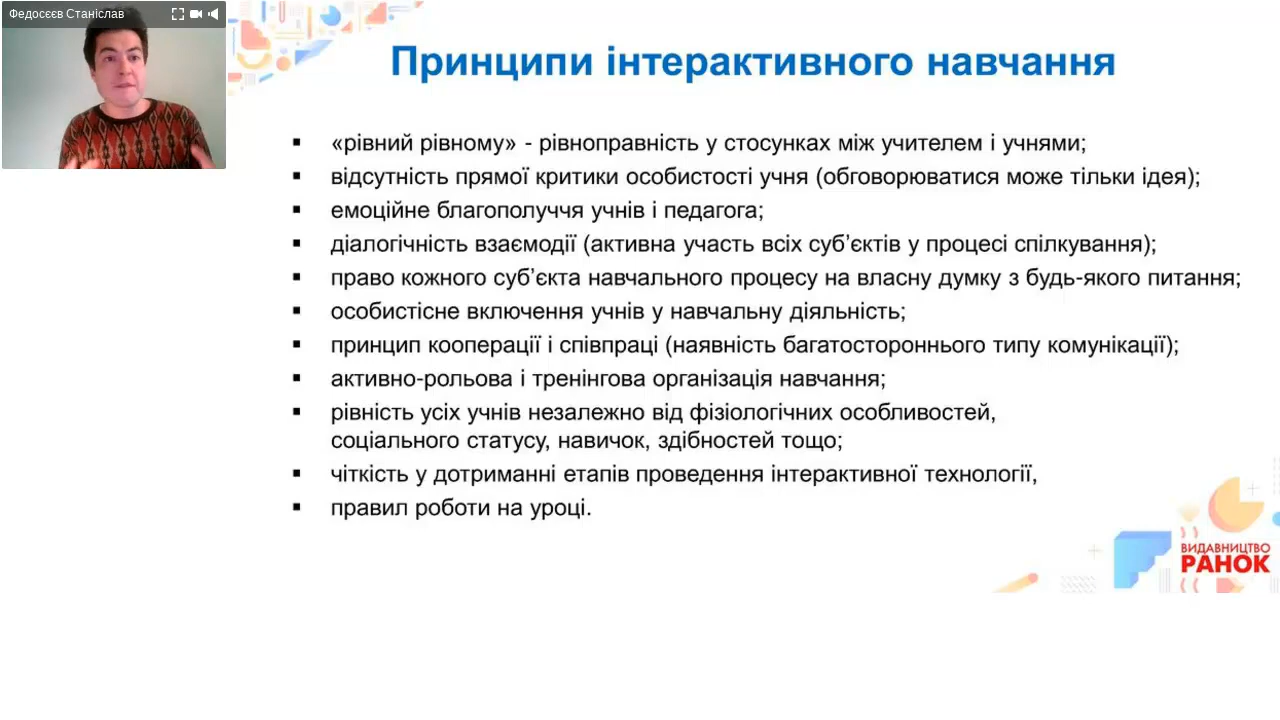 Федосєєв Станіслав
Принципи інтерактивного навчання
▪ «рівний рівному» - рівноправність у стосунках між учителем і учнями;
▪ відсутність прямої критики особистості учня (обговорюватися може тільки ідея);
▪ емоційне благополуччя учнів і педагога;
▪ діалогічність взаємодії (активна участь всіх суб’єктів у процесі спілкування);
▪ право кожного суб’єкта навчального процесу на власну думку з будь-якого питання;
▪ особистісне включення учнів у навчальну діяльність;
▪ принцип кооперації і співпраці (наявність багатостороннього типу комунікації);
▪ активно-рольова і тренінгова організація навчання;
▪ рівність усіх учнів незалежно від фізіологічних особливостей,
соціального статусу, навичок, здібностей тощо;
▪ чіткість у дотриманні етапів проведення інтерактивної технології,
▪ правил роботи на уроці.
ВИДАВНИЦТВО
РАНОК